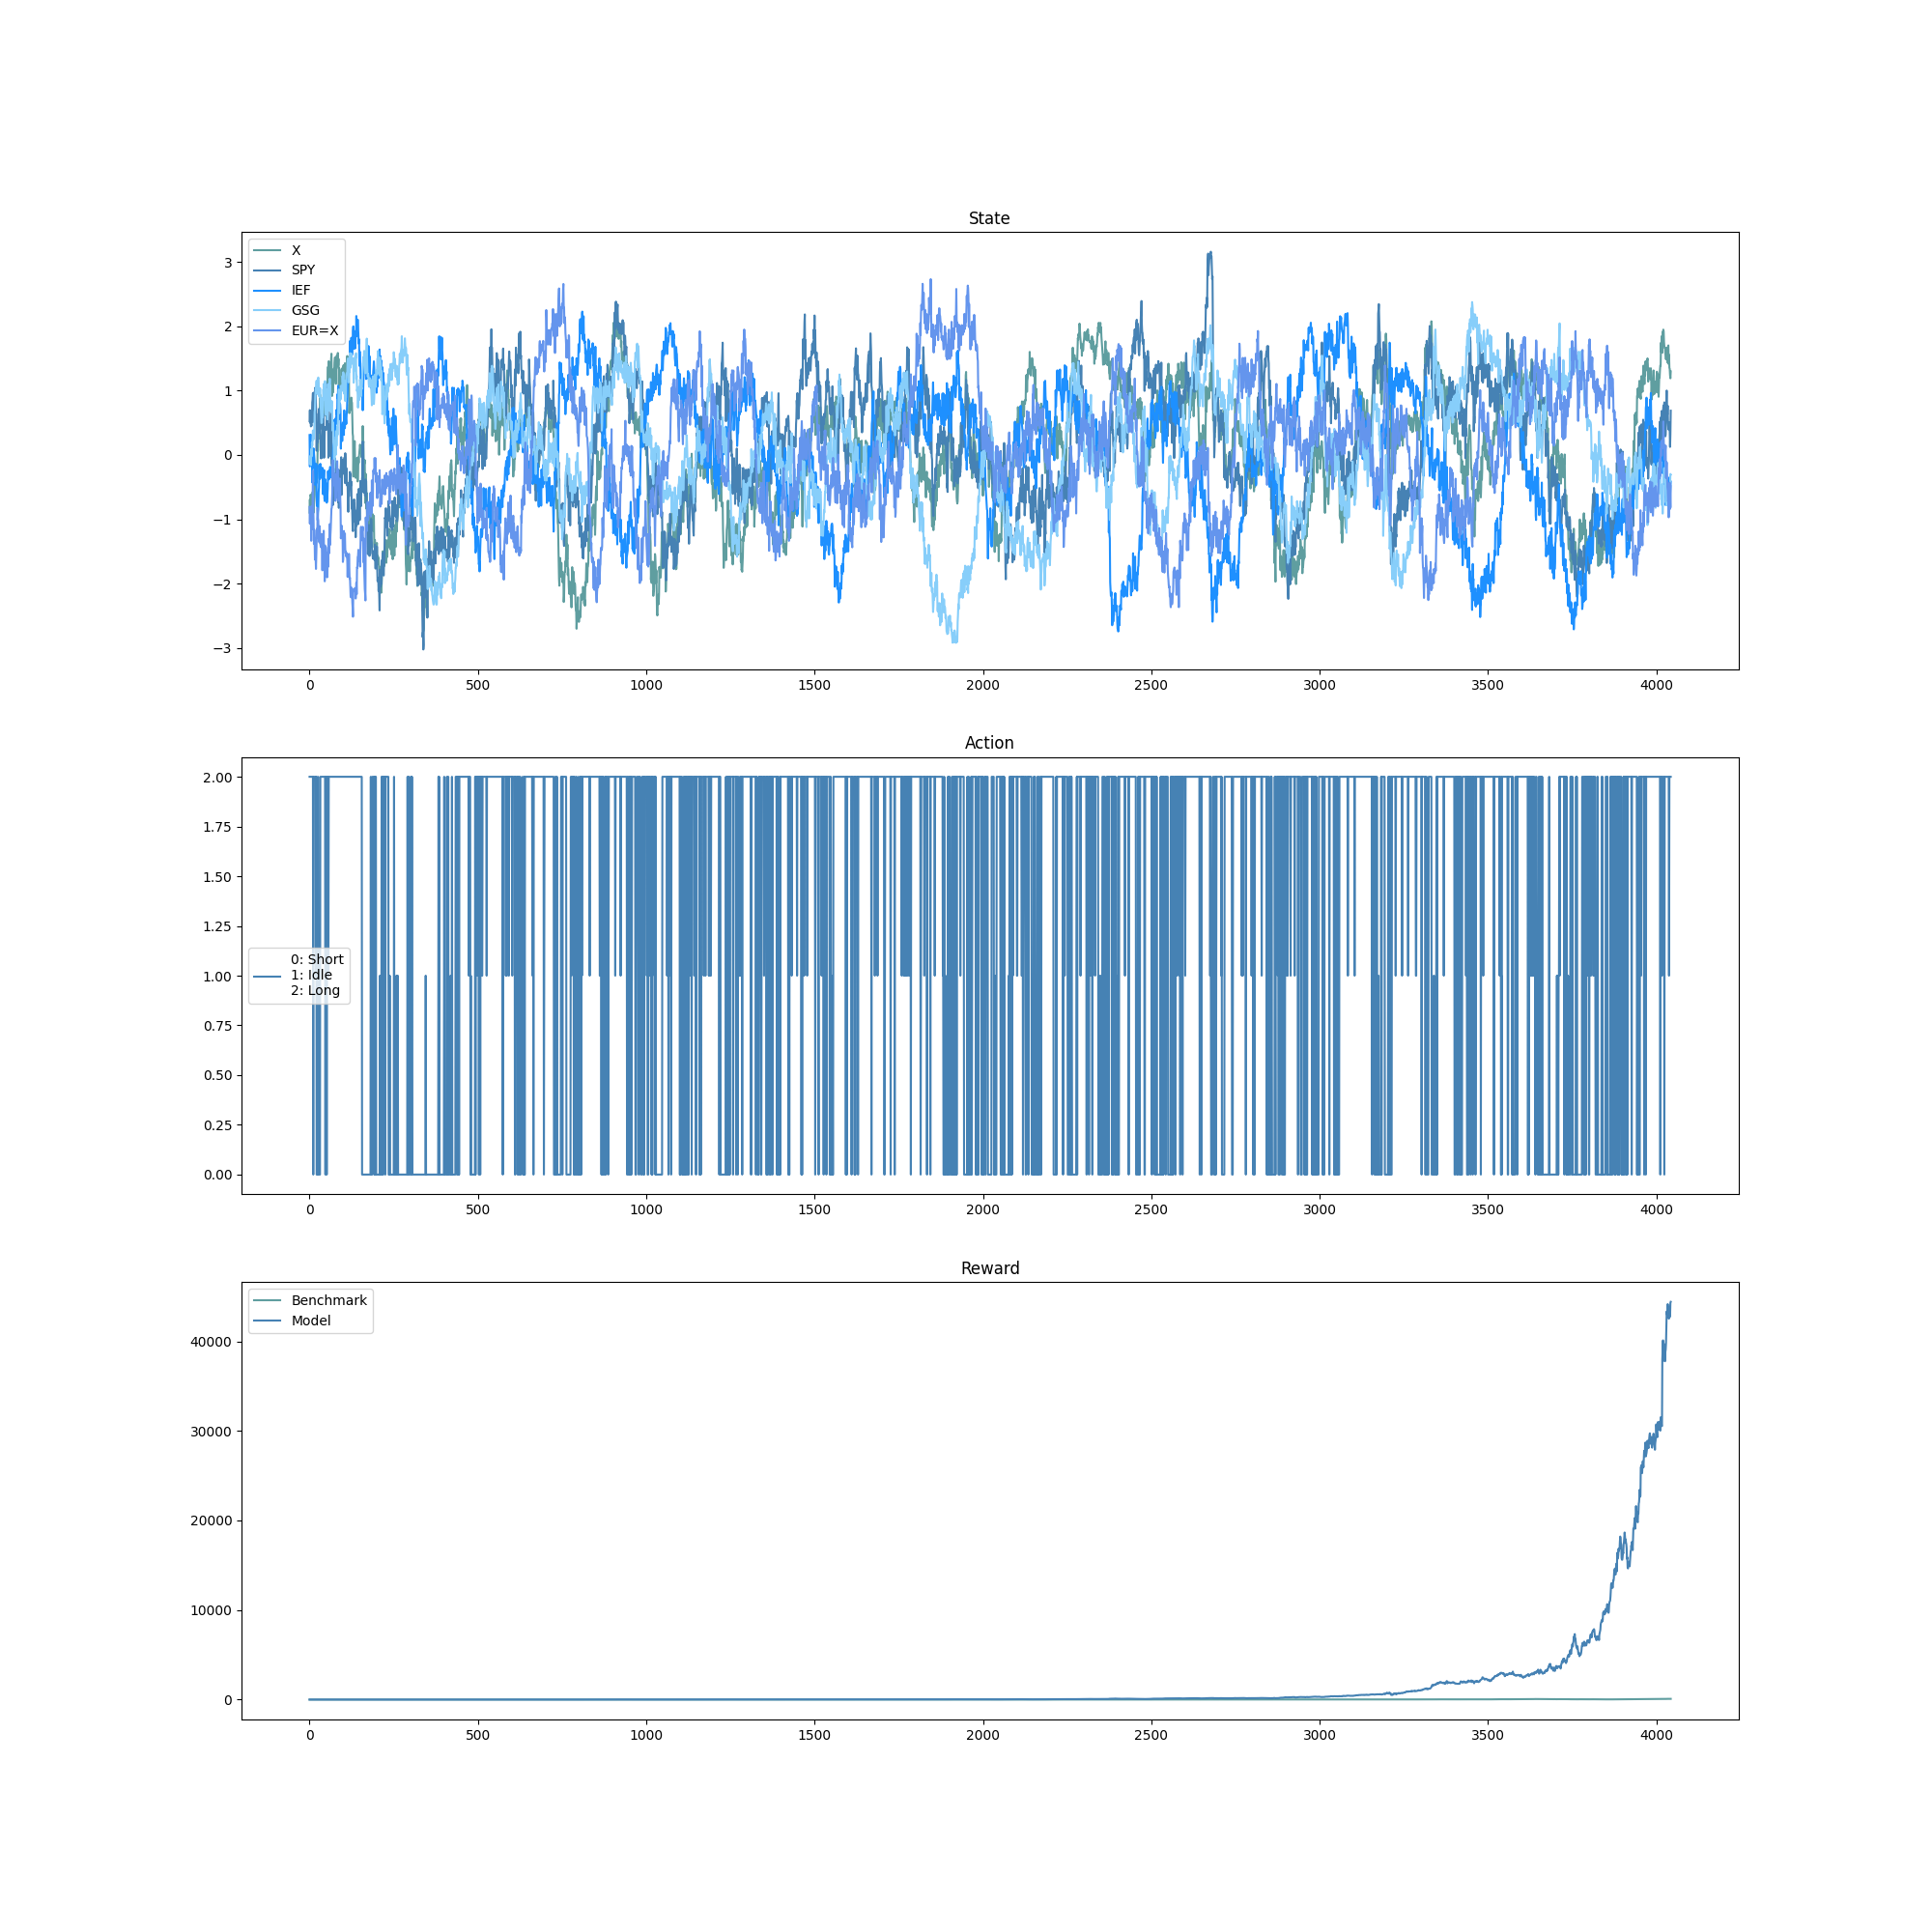 State
X
SPY
IEF
GSG
EUR=X
3
2
1
0
−1
−2
−3
0 500 1000 1500 2000 2500 3000 3500 4000
Action
2.00
1.75
1.50
1.25
1.00
0.75
0.50
0.25
0.00
0: Short
1: Idle
2: Long
0 500 1000 1500 2000 2500 3000 3500 4000
Reward
Benchmark
Model
40000
30000
20000
10000
0
0 500 1000 1500 2000 2500 3000 3500 4000